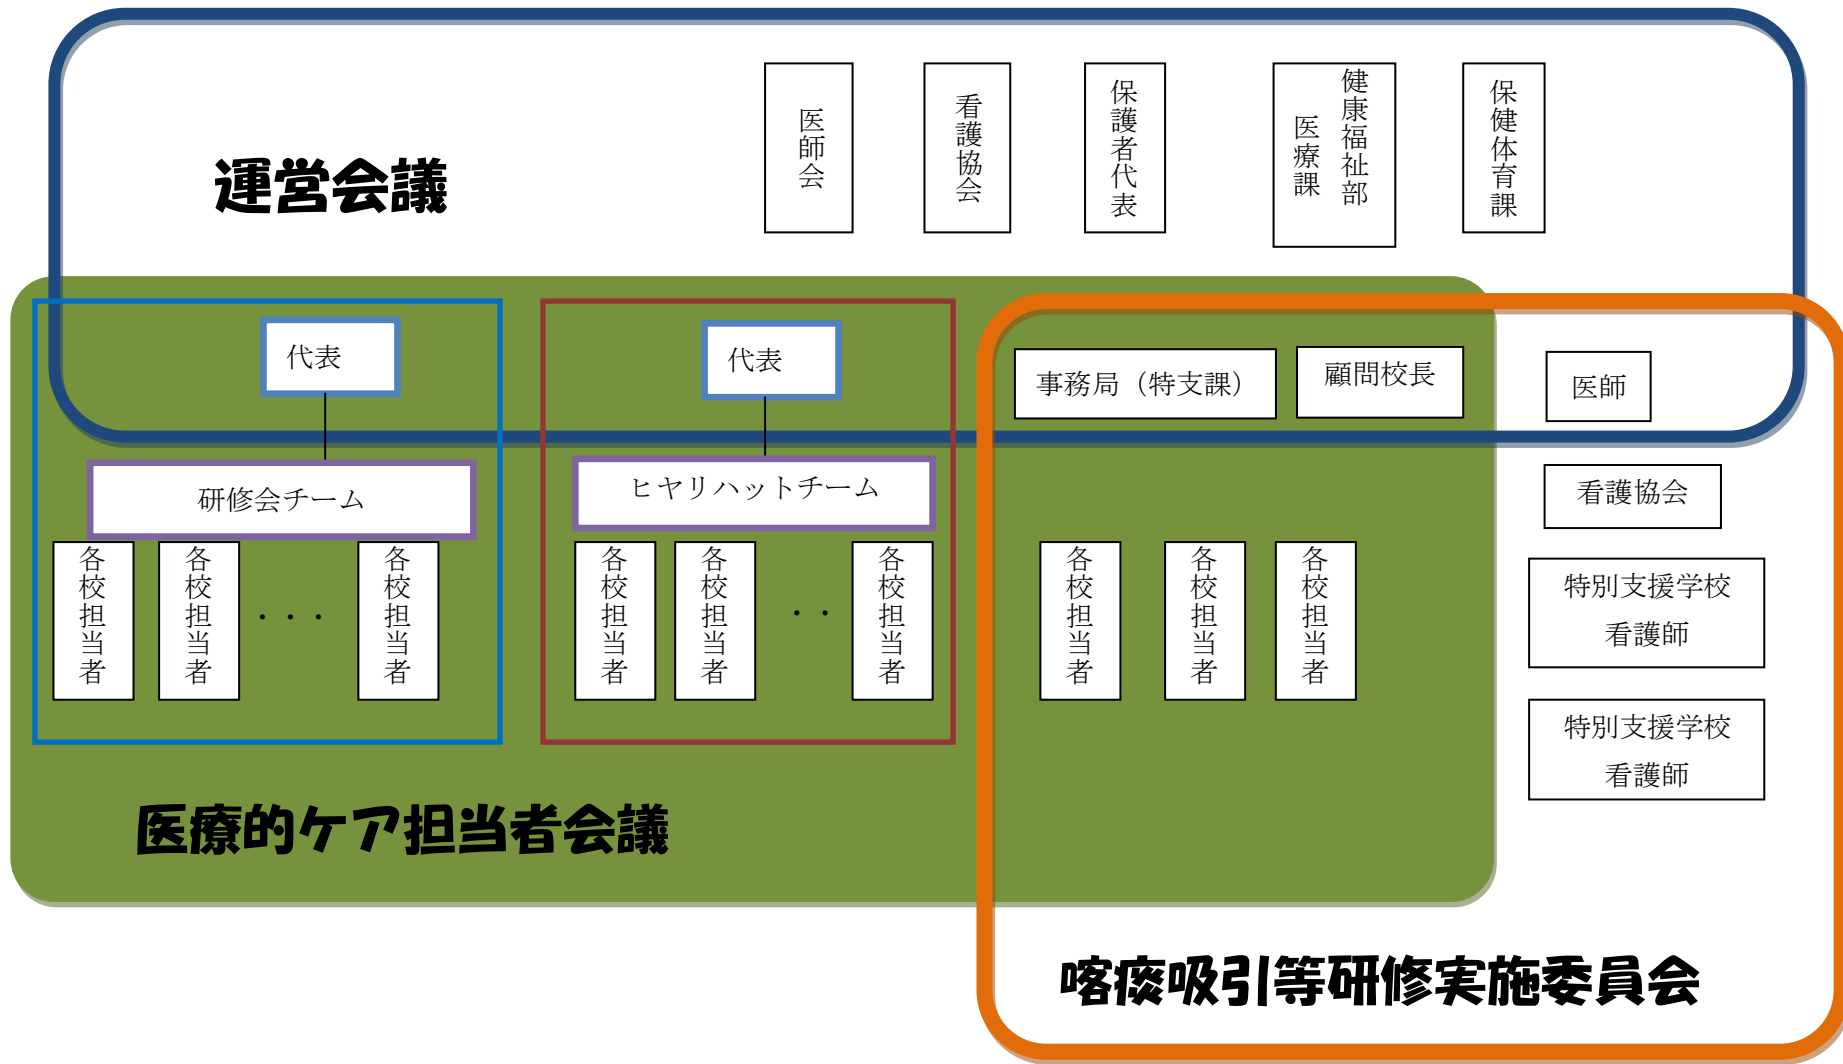 医師会
看護協会
保護者代表
健康福祉部
医療課
保健体育課
運営会議
代表
代表
事務局（特支課）
顧問校長
医師
研修会チーム
ヒヤリハットチーム
看護協会
各校担当者
各校担当者
・・・
各校担当者
各校担当者
各校担当者
・・
各校担当者
各校担当者
各校担当者
各校担当者
特別支援学校
看護師
特別支援学校
看護師
医療的ケア担当者会議
喀痰吸引等研修実施委員会